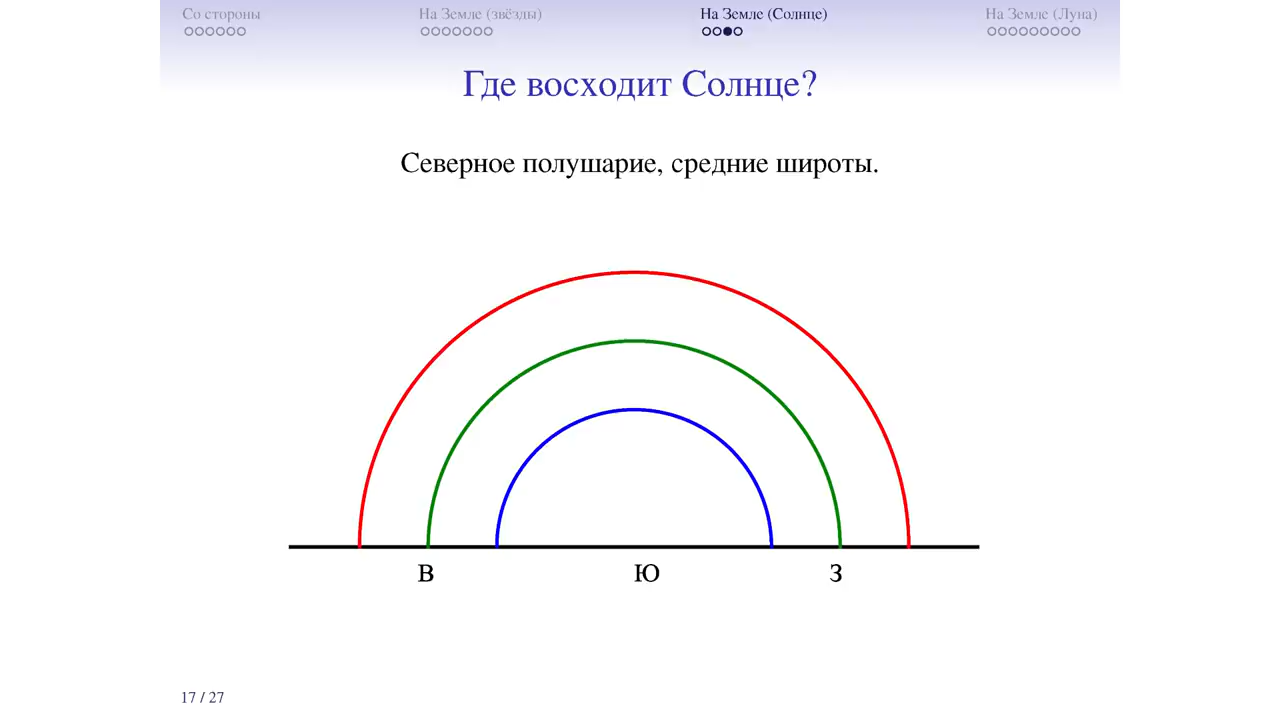 Со стороны
На Земле (звёзды)
На Земле (Солнце)
На Земле (Луна)
Где восходит Солнце?
Северное полушарие, средние широты.
В
Ю
З
17 / 27